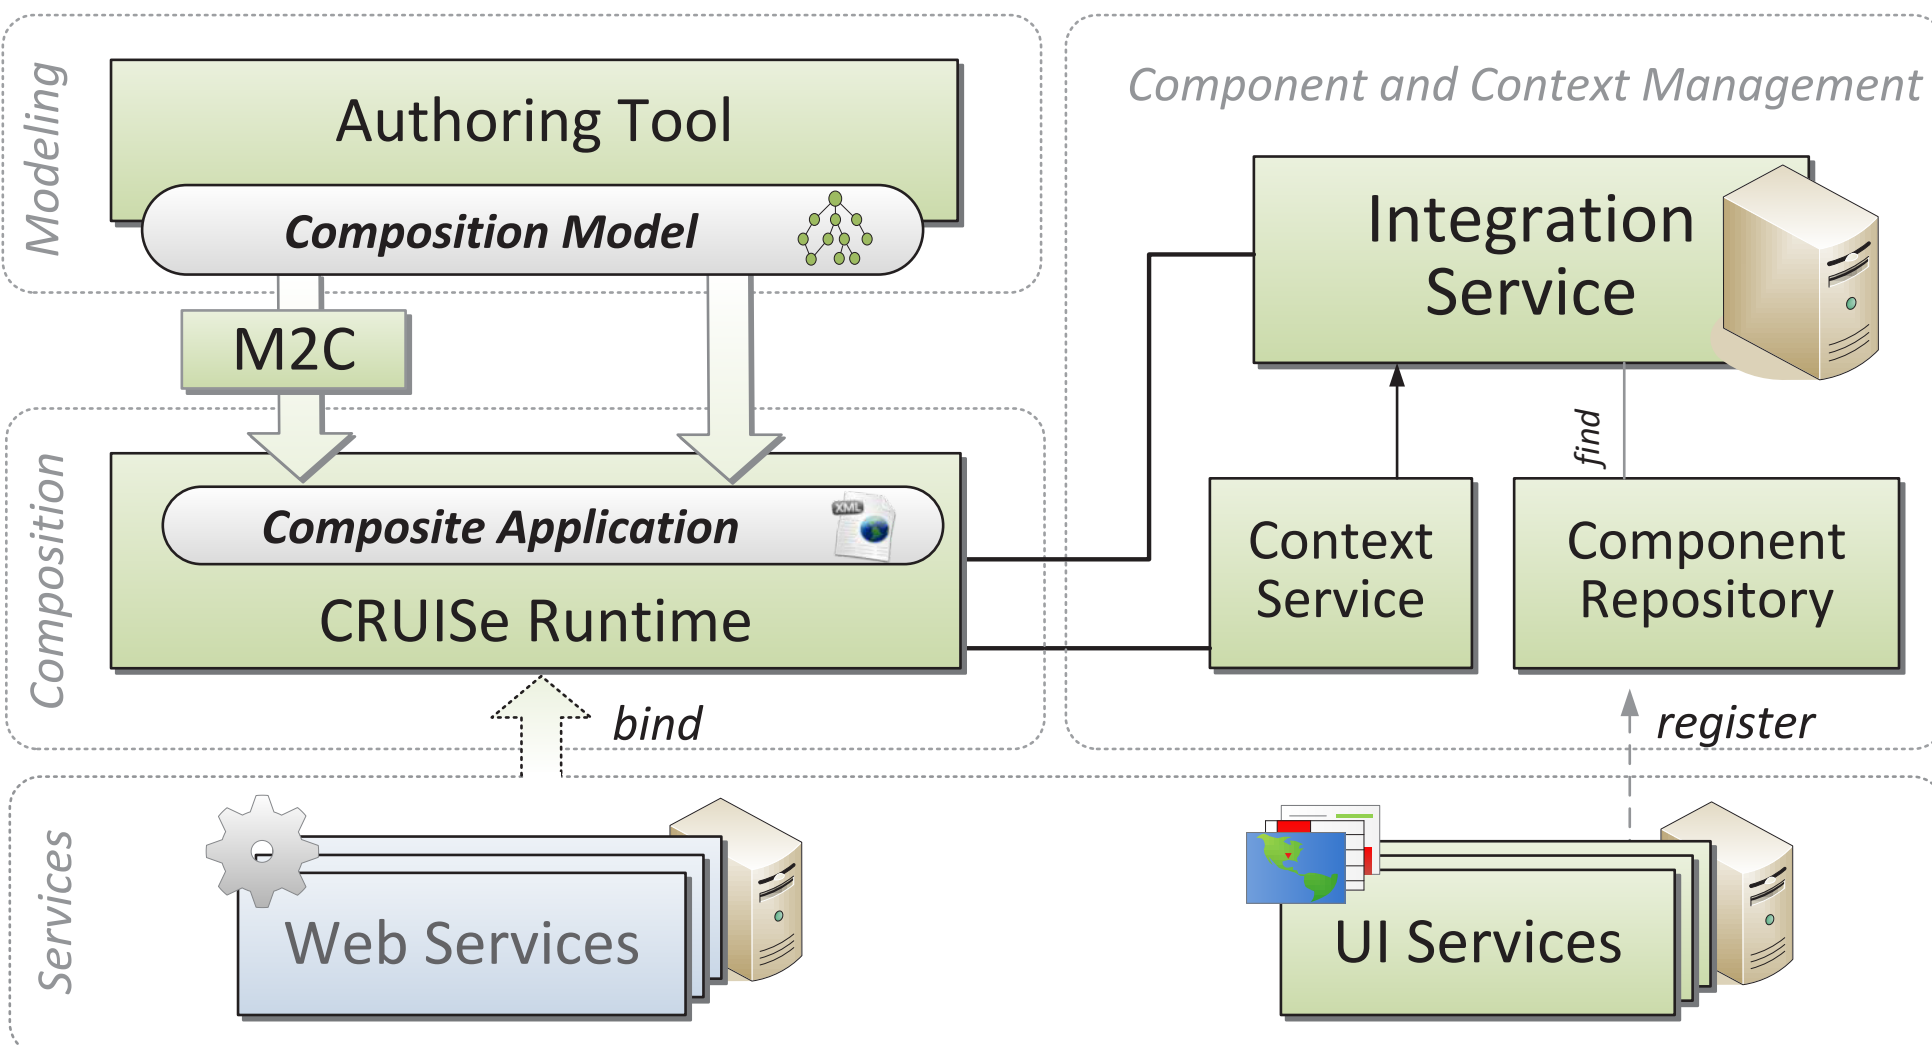 Modeling
Authoring Tool
Composition Model
M2C
Component and Context Management
Integration
Service
find
Composition
Composite Application
XML
CRUISe Runtime
Context
Service
Component
Repository
bind
register
Services
Web Services
UI Services